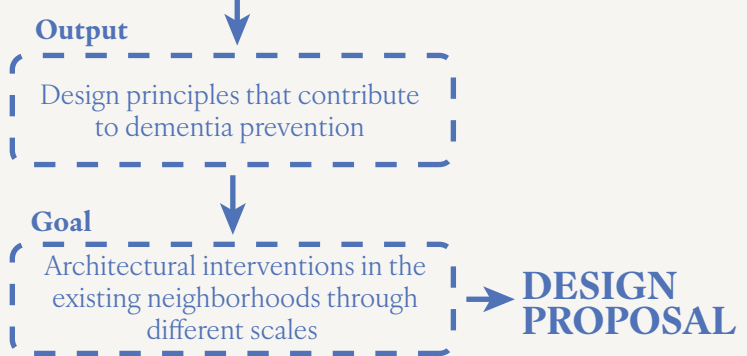 Output
Design principles that contribute
to dementia prevention
Goal
Architectural interventions in the
existing neighborhoods through
different scales
DESIGN
PROPOSAL